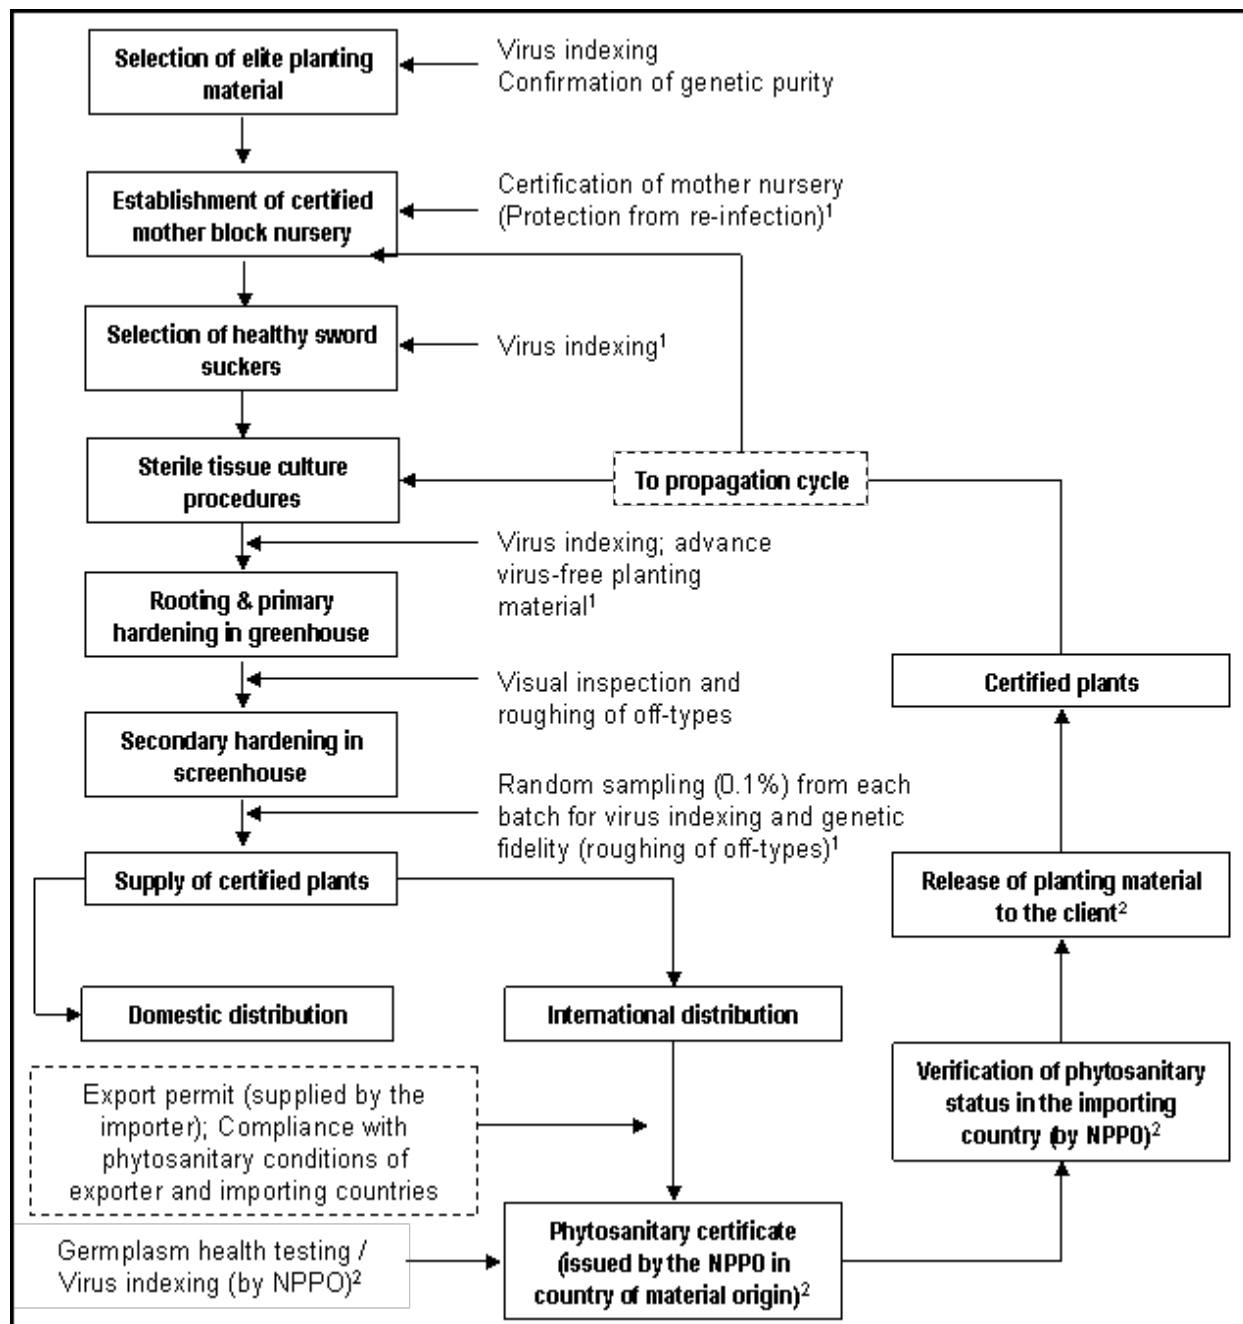 Selection of elite planting
material
Virus indexing
Confirmation of genetic purity
Establishment of certified
mother block nursery
Certification of mother nursery
(Protection from re-infection)¹
Selection of healthy sword
suckers
Virus indexing¹
Sterile tissue culture
procedures
To propagation cycle
Virus indexing; advance
virus-free planting
material¹
Rooting & primary
hardening in greenhouse
Visual inspection and
roughing of off-types
Certified plants
Secondary hardening in
screenhouse
Random sampling (0.1%) from each
batch for virus indexing and genetic
fidelity (roughing of off-types)¹
Supply of certified plants
Release of planting material
to the client²
Domestic distribution
International distribution
Verification of phytosanitary
status in the importing
country (by NPPO)²
Export permit (supplied by the
importer); Compliance with
phytosanitary conditions of
exporter and importing countries
Germplasm health testing /
Virus indexing (by NPPO)²
Phytosanitary certificate
(issued by the NPPO in
country of material origin)²